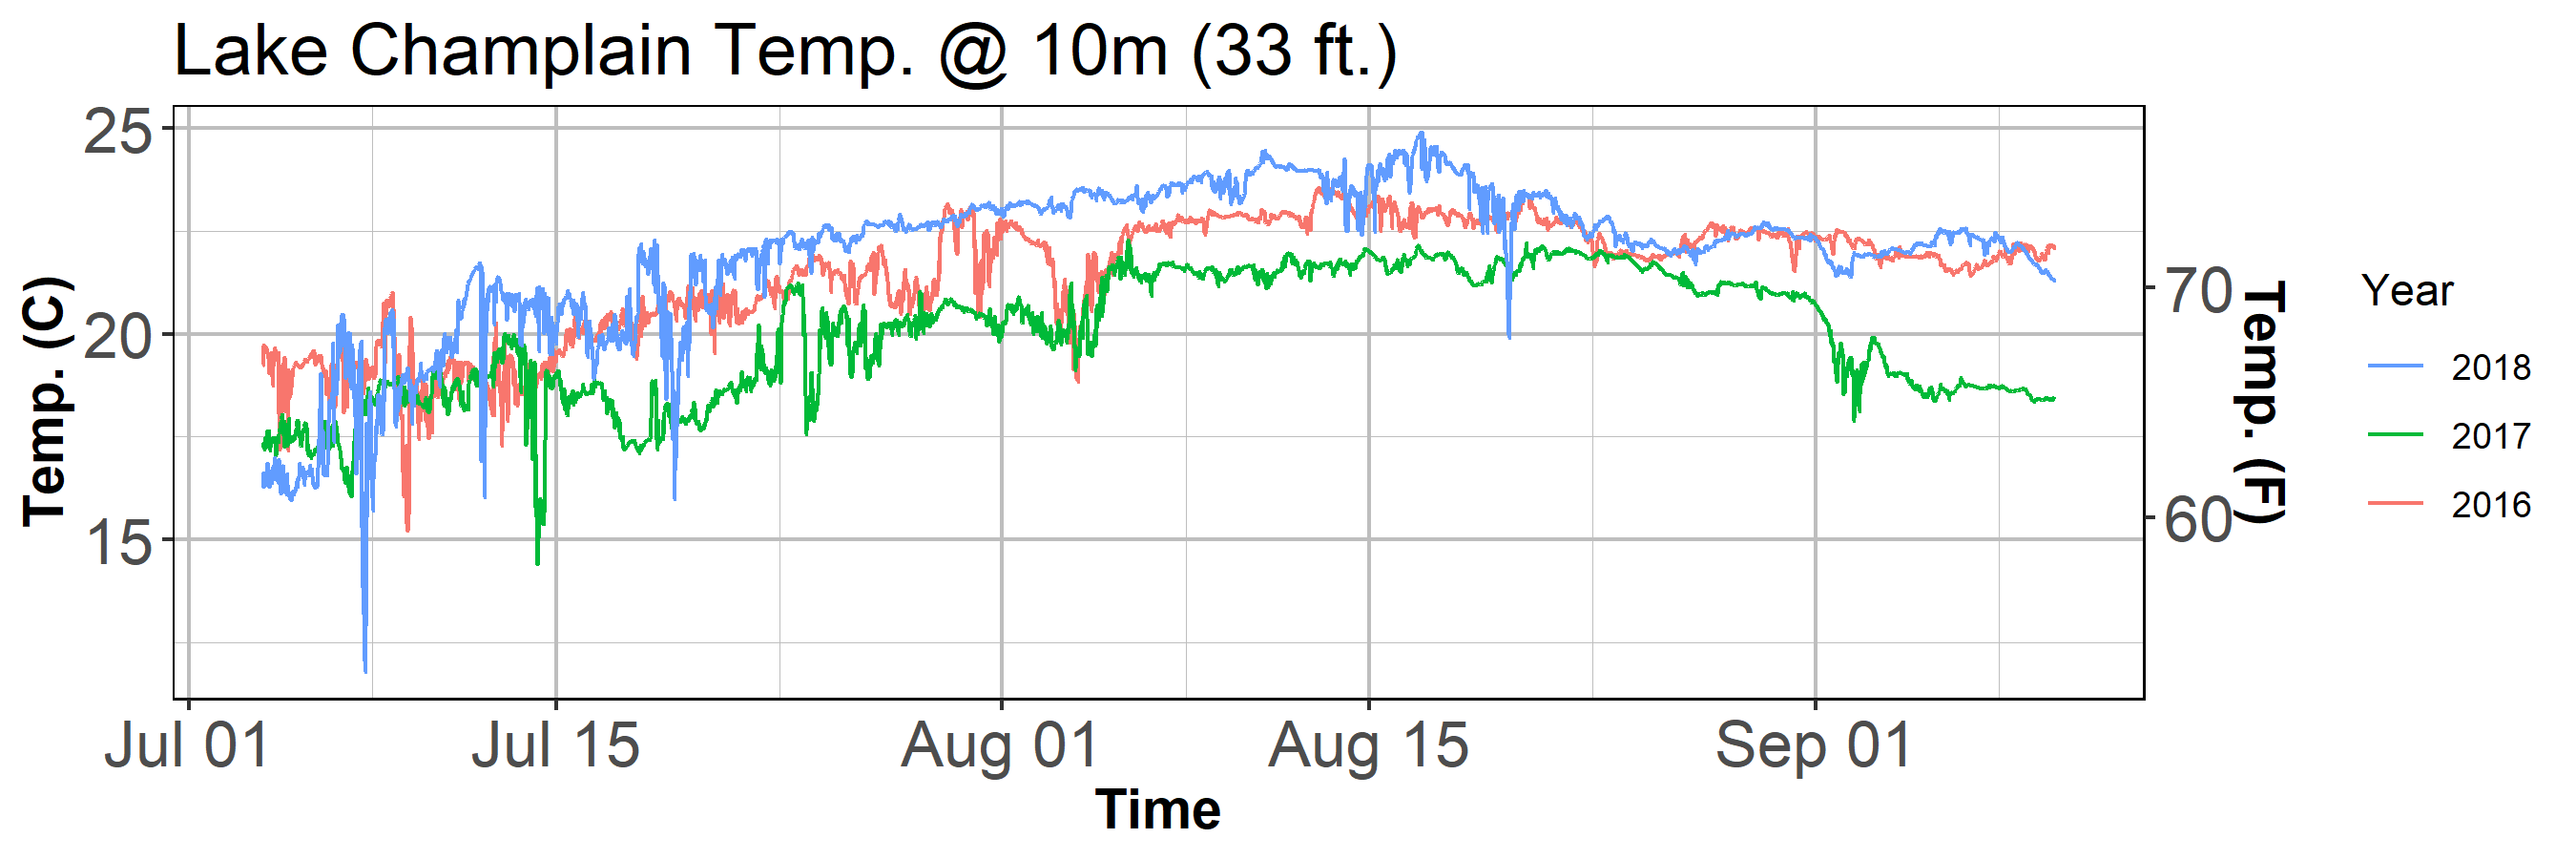 Lake Champlain Temp. @ 10m (33 ft.)
25
20
15
Temp. (C)
70
60
Temp. (F)
Year
2018
2017
2016
Jul 01
Jul 15
Aug 01
Aug 15
Sep 01
Time